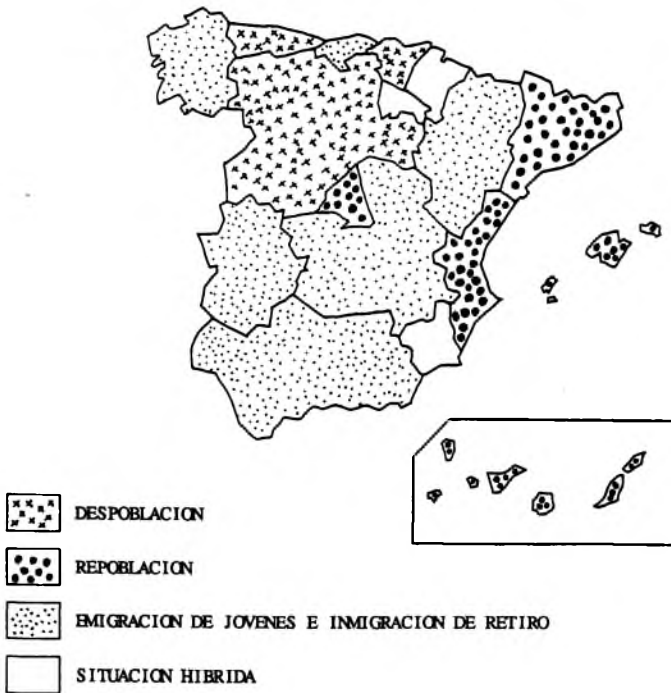 DESPOBLACION
REPOBLACION
EMIGRACION DE JOVENES E INMIGRACION DE RETIRO
SITUACION HIBRIDA